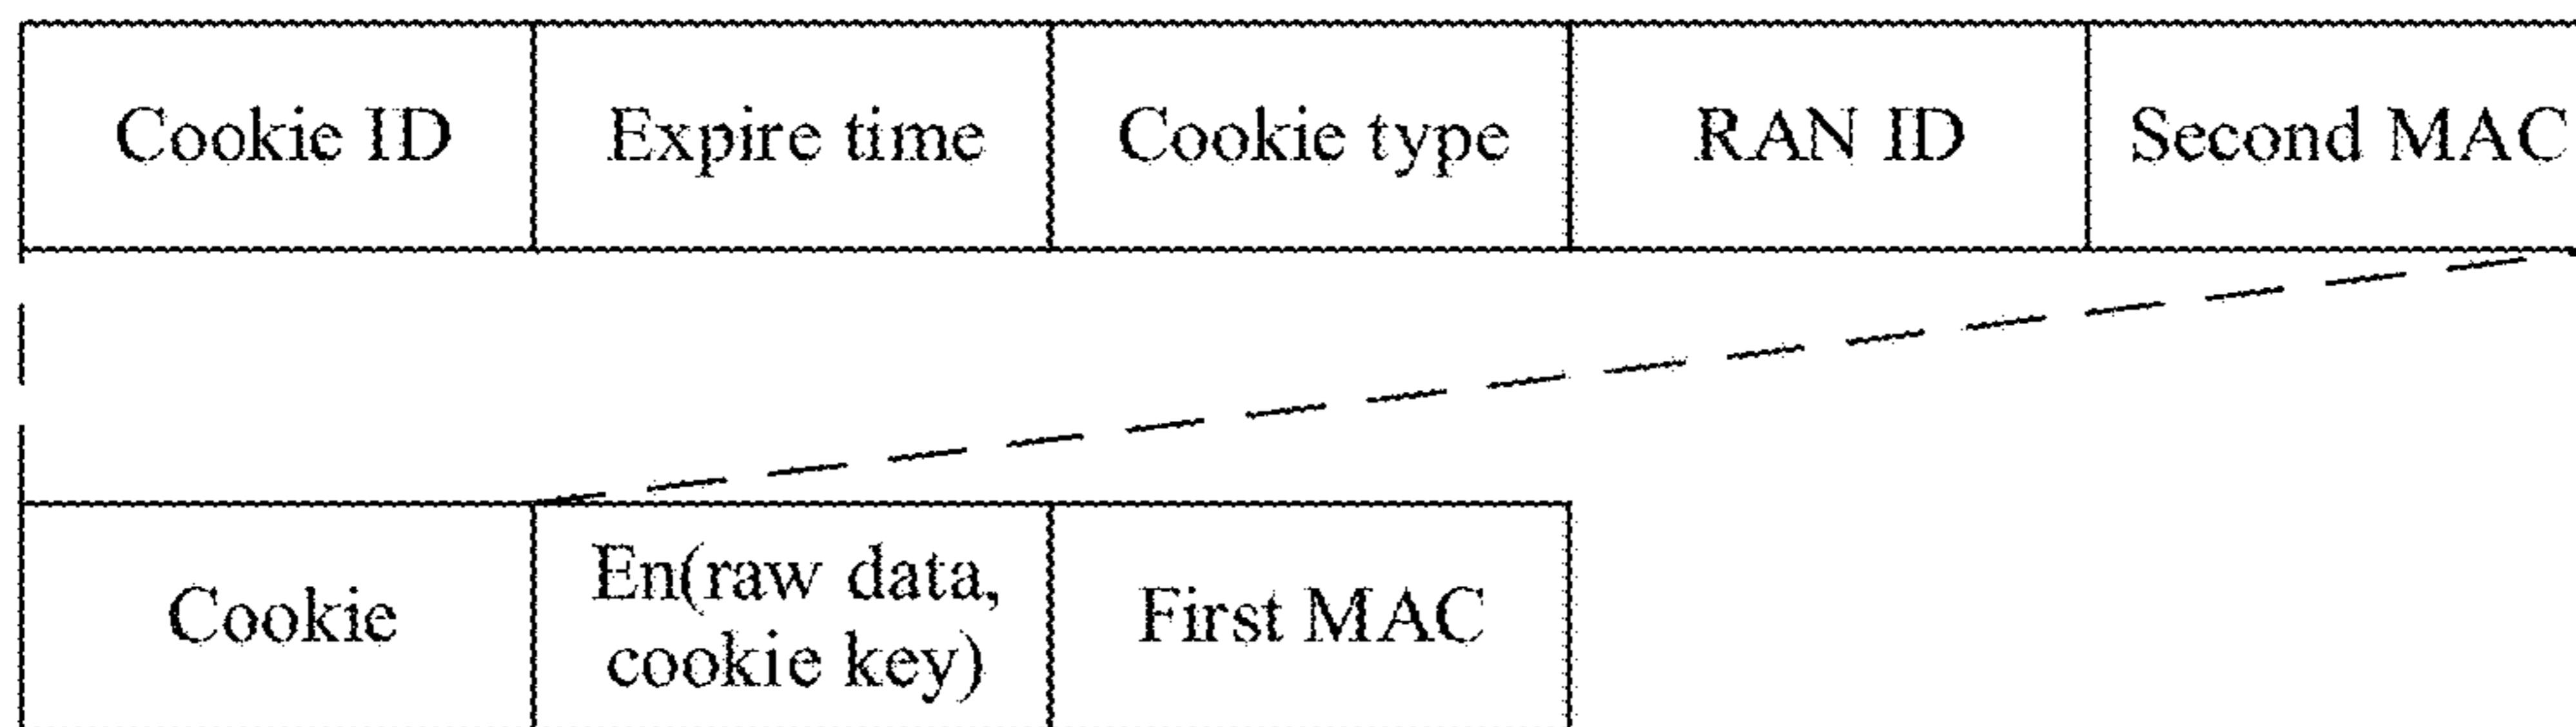 Cookie ID
Expire time
Cookie type
RAN ID
Second MAC
Cookie
En(raw data,
cookie key)
First MAC